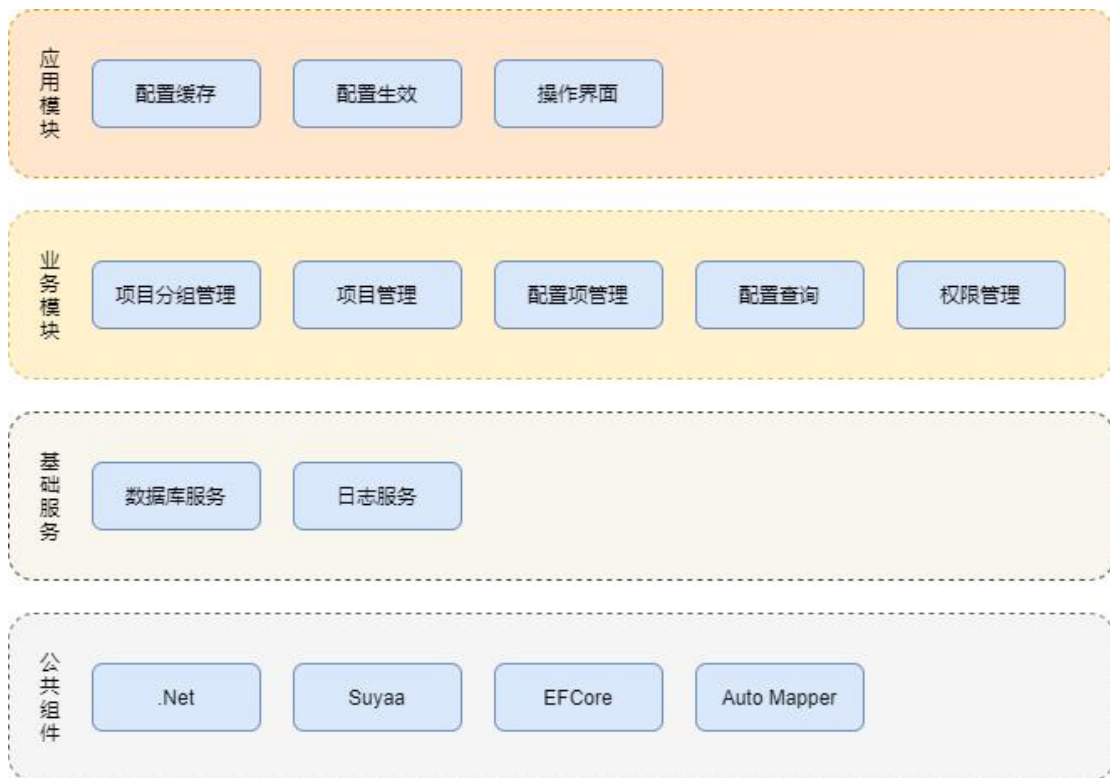 应用模块
配置缓存
配置生效
操作界面
业务模块
项目分组管理
项目管理
配置项管理
配置查询
权限管理
基础服务
数据库服务
日志服务
公共组件
.Net
Suyaa
EFCore
Auto Mapper